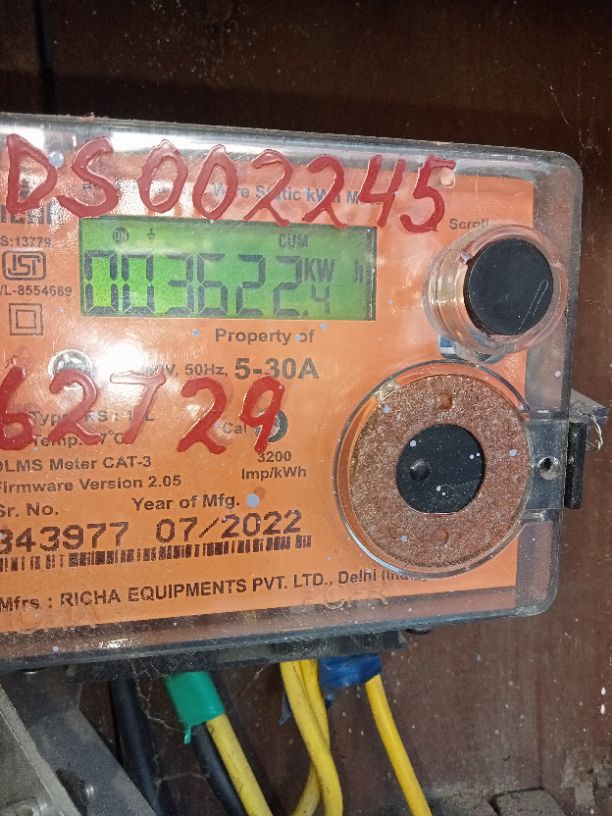 DS002245
Scroll
S:13779
ON CUM
003622.4 KW h
/L-8554689
Property of
V, 50Hz, 5-30A
62729
Cal
3200
Imp/kWh
DLMS Meter CAT-3
Firmware Version 2.05
Sr. No. Year of Mfg.
343977 07/2022
Mfrs : RICHA EQUIPMENTS PVT. LTD., Delhi